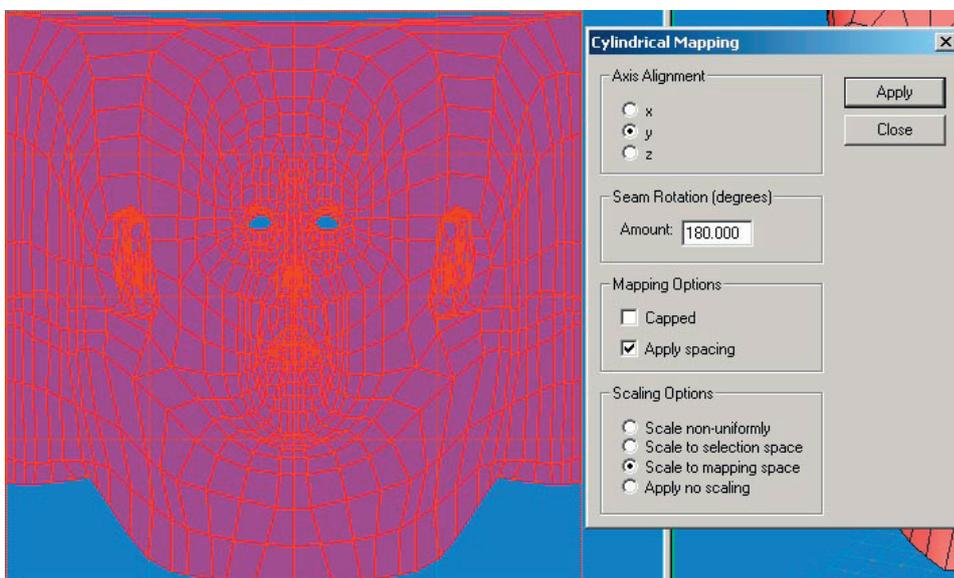 Cylindrical Mapping
Axis Alignment
x
y
z
Apply
Close
Seam Rotation (degrees)
Amount: 180.000
Mapping Options
Capped
Apply spacing
Scaling Options
Scale non-uniformly
Scale to selection space
Scale to mapping space
Apply no scaling